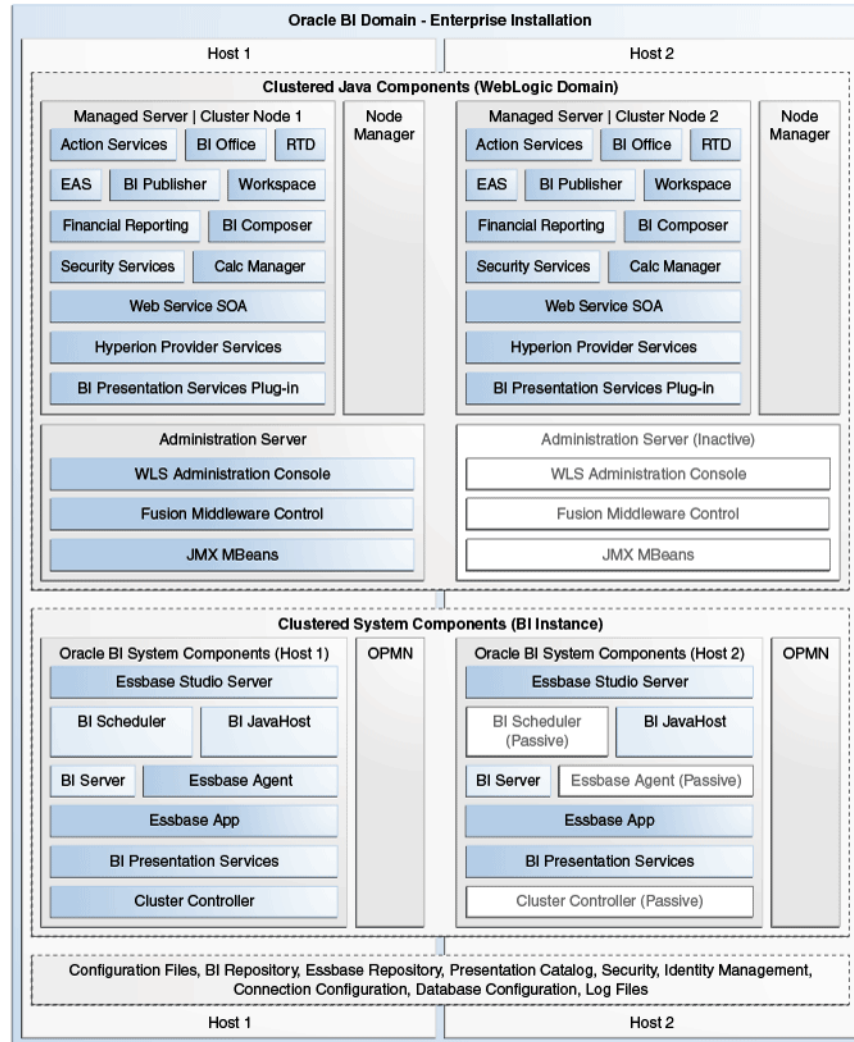 Oracle BI Domain - Enterprise Installation
Host 1
Host 2
Clustered Java Components (WebLogic Domain)
Managed Server | Cluster Node 1
Action Services
BI Office
RTD
EAS
BI Publisher
Workspace
Financial Reporting
BI Composer
Security Services
Calc Manager
Web Service SOA
Hyperion Provider Services
BI Presentation Services Plug-in
Node
Manager
Managed Server | Cluster Node 2
Action Services
BI Office
RTD
EAS
BI Publisher
Workspace
Financial Reporting
BI Composer
Security Services
Calc Manager
Web Service SOA
Hyperion Provider Services
BI Presentation Services Plug-in
Node
Manager
Administration Server
WLS Administration Console
Fusion Middleware Control
JMX MBeans
Administration Server (Inactive)
WLS Administration Console
Fusion Middleware Control
JMX MBeans
Clustered System Components (BI Instance)
Oracle BI System Components (Host 1)
Essbase Studio Server
BI Scheduler
BI JavaHost
BI Server
Essbase Agent
Essbase App
BI Presentation Services
Cluster Controller
OPMN
Oracle BI System Components (Host 2)
Essbase Studio Server
BI Scheduler
(Passive)
BI JavaHost
BI Server
Essbase Agent (Passive)
Essbase App
BI Presentation Services
Cluster Controller (Passive)
OPMN
Configuration Files, BI Repository, Essbase Repository, Presentation Catalog, Security, Identity Management,
Connection Configuration, Database Configuration, Log Files
Host 1
Host 2